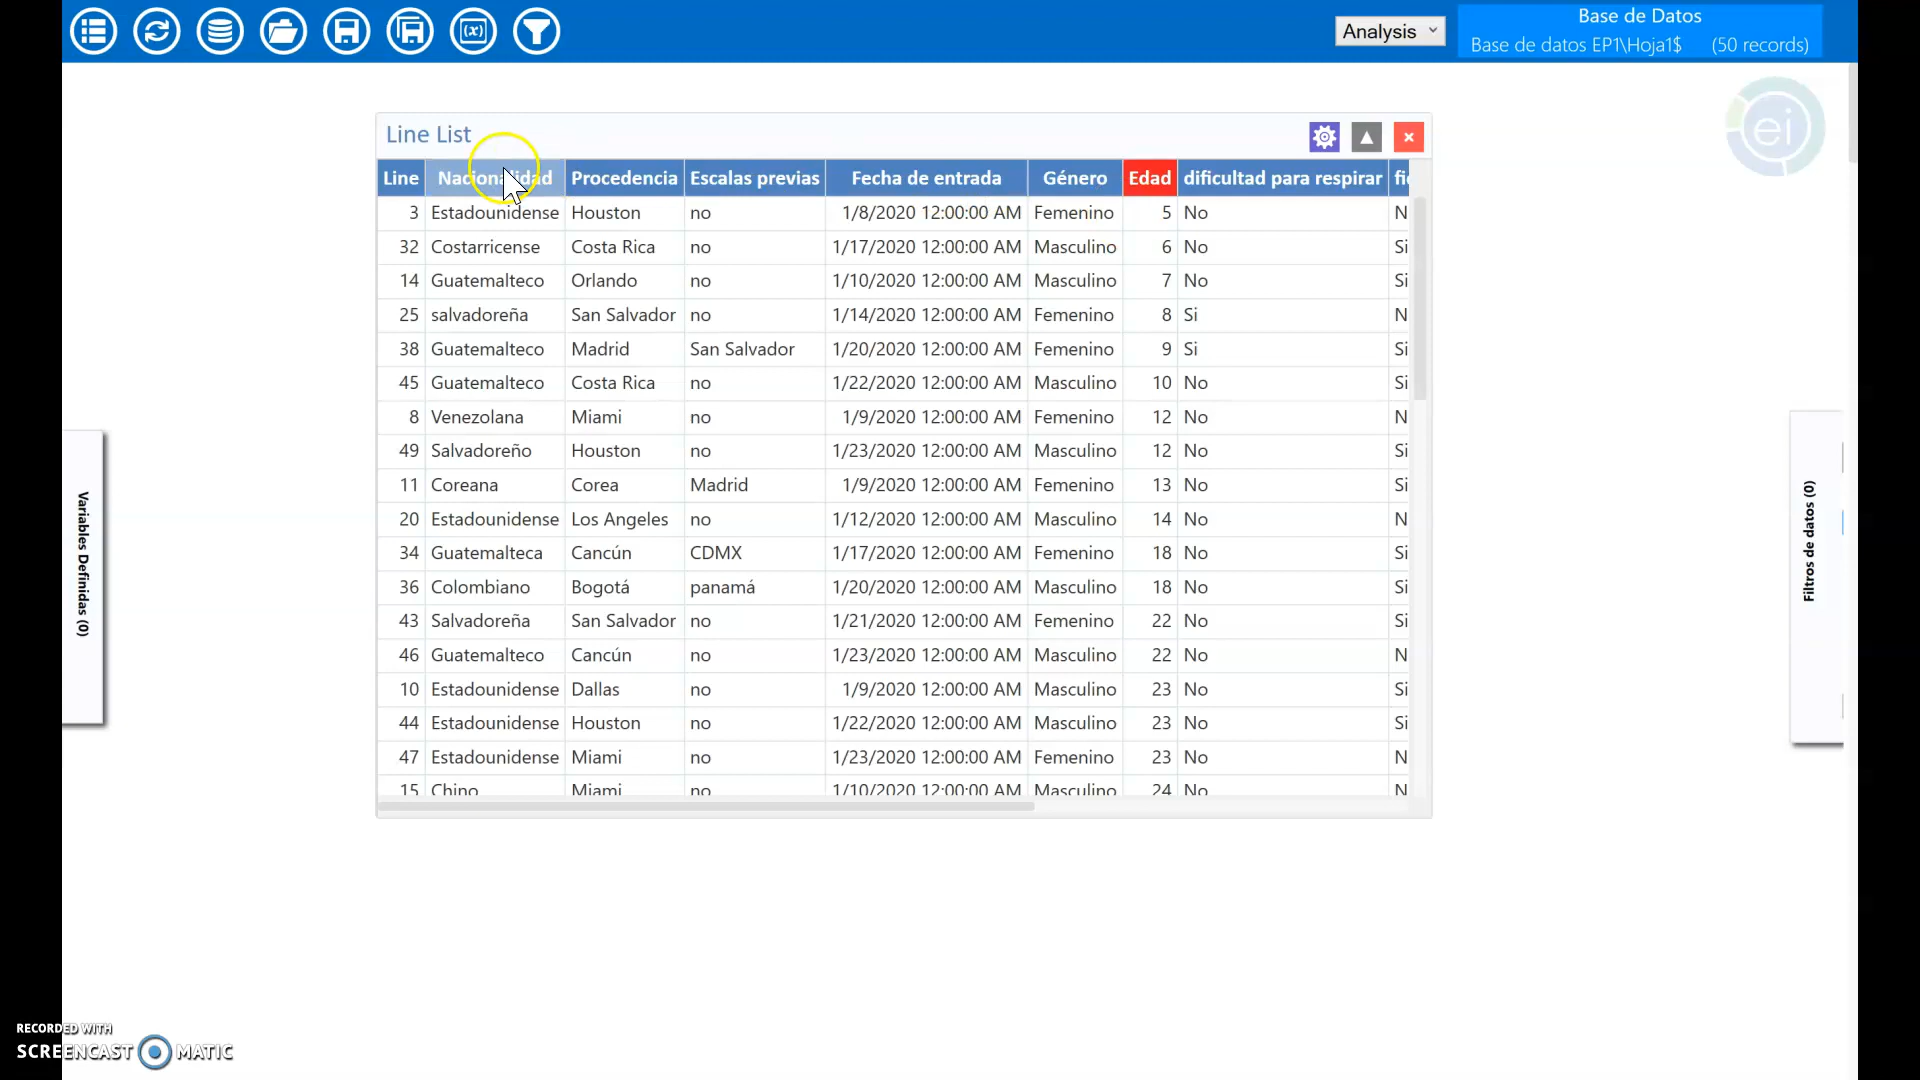 Analysis
Base de Datos
Base de datos EP1\Hoja1$ (50 records)
ei
Line List
Line Nacionalidad Procedencia Escalas previas Fecha de entrada Género Edad dificultad para respirar
3 Estadounidense Houston no 1/8/2020 12:00:00 AM Femenino 5 No N
32 Costarricense Costa Rica no 1/17/2020 12:00:00 AM Masculino 6 No Si
14 Guatemalteco Orlando no 1/10/2020 12:00:00 AM Masculino 7 No Si
25 salvadoreña San Salvador no 1/14/2020 12:00:00 AM Femenino 8 Si N
38 Guatemalteco Madrid San Salvador 1/20/2020 12:00:00 AM Femenino 9 Si Si
45 Guatemalteco Costa Rica no 1/22/2020 12:00:00 AM Masculino 10 No Si
8 Venezolana Miami no 1/9/2020 12:00:00 AM Femenino 12 No N
49 Salvadoreño Houston no 1/23/2020 12:00:00 AM Masculino 12 No Si
11 Coreana Corea Madrid 1/9/2020 12:00:00 AM Femenino 13 No Si
20 Estadounidense Los Angeles no 1/12/2020 12:00:00 AM Masculino 14 No N
34 Guatemalteca Cancún CDMX 1/17/2020 12:00:00 AM Femenino 18 No Si
36 Colombiano Bogotá panamá 1/20/2020 12:00:00 AM Masculino 18 No Si
43 Salvadoreña San Salvador no 1/21/2020 12:00:00 AM Femenino 22 No Si
46 Guatemalteco Cancún no 1/23/2020 12:00:00 AM Masculino 22 No N
10 Estadounidense Dallas no 1/9/2020 12:00:00 AM Masculino 23 No Si
44 Estadounidense Houston no 1/22/2020 12:00:00 AM Masculino 23 No Si
47 Estadounidense Miami no 1/23/2020 12:00:00 AM Femenino 23 No N
15 Chino Miami no 1/10/2020 12:00:00 AM Masculino 24 No N
Variables Definidas (0)
Filtros de datos (0)
RECORDED WITH
SCREENCAST MATIC